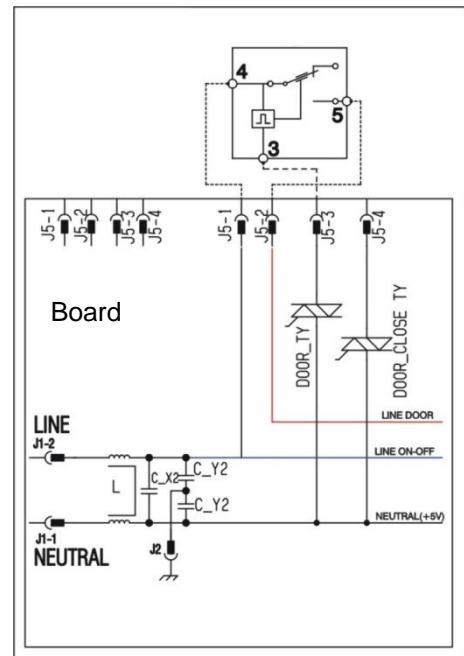 4
5
3
J5-1
J5-2
J5-3
J5-4
J5-1
J5-2
J5-3
J5-4
Board
DOOR_TY
DOOR_CLOSE TY
LINE DOOR
LINE
J1-2
LINE ON-OFF
L
C_X2
C_Y2
C_Y2
NEUTRAL(+5V)
J1-1
J2
NEUTRAL